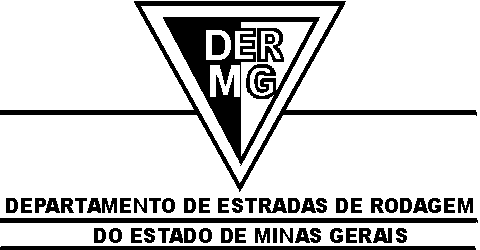 DER
MG
DEPARTAMENTO DE ESTRADAS DE RODAGEM
DO ESTADO DE MINAS GERAIS